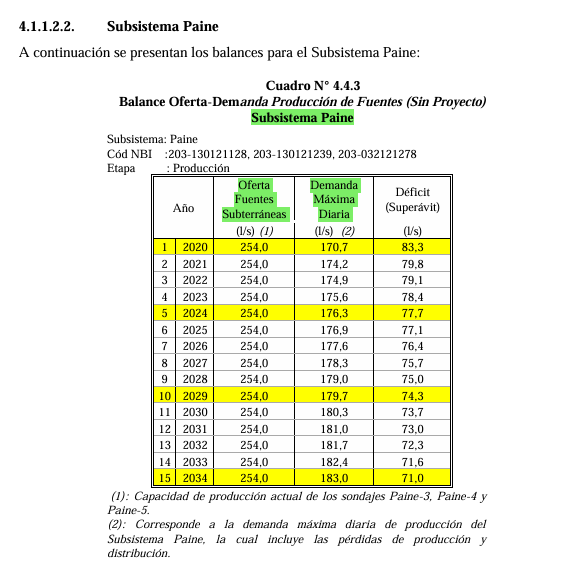 4.1.1.2.2. Subsistema Paine
A continuación se presentan los balances para el Subsistema Paine:
Cuadro N° 4.4.3
Balance Oferta-Demanda Producción de Fuentes (Sin Proyecto)
Subsistema Paine
Subsistema: Paine
Cód NBI :203-130121128, 203-130121239, 203-032121278
Etapa : Producción
Año Oferta Fuentes Subterráneas Demanda Máxima Diaria Déficit (Superávit)
(l/s) (1) (l/s) (2) (l/s)
1 2020 254,0 170,7 83,3
2 2021 254,0 174,2 79,8
3 2022 254,0 174,9 79,1
4 2023 254,0 175,6 78,4
5 2024 254,0 176,3 77,7
6 2025 254,0 176,9 77,1
7 2026 254,0 177,6 76,4
8 2027 254,0 178,3 75,7
9 2028 254,0 179,0 75,0
10 2029 254,0 179,7 74,3
11 2030 254,0 180,3 73,7
12 2031 254,0 181,0 73,0
13 2032 254,0 181,7 72,3
14 2033 254,0 182,4 71,6
15 2034 254,0 183,0 71,0
(1): Capacidad de producción actual de los sondajes Paine-3, Paine-4 y
Paine-5.
(2): Corresponde a la demanda máxima diaria de producción del
Subsistema Paine, la cual incluye las pérdidas de producción y
distribución.